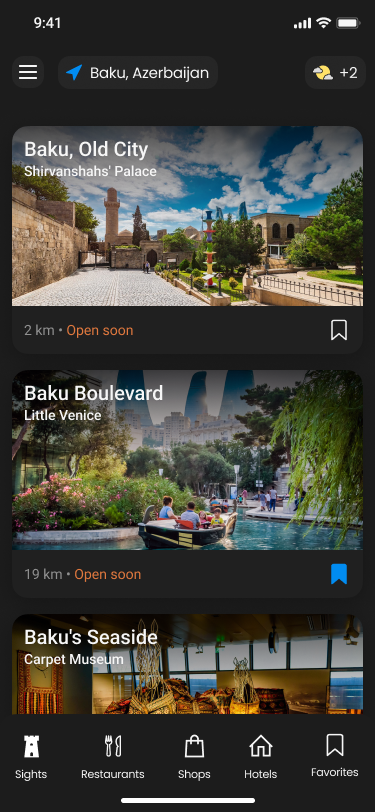 9:41
Baku, Azerbaijan
+2
Baku, Old City
Shirvanshahs' Palace
2 km • Open soon
Baku Boulevard
Little Venice
19 km • Open soon
Baku's Seaside
Carpet Museum
Sights
Restaurants
Shops
Hotels
Favorites